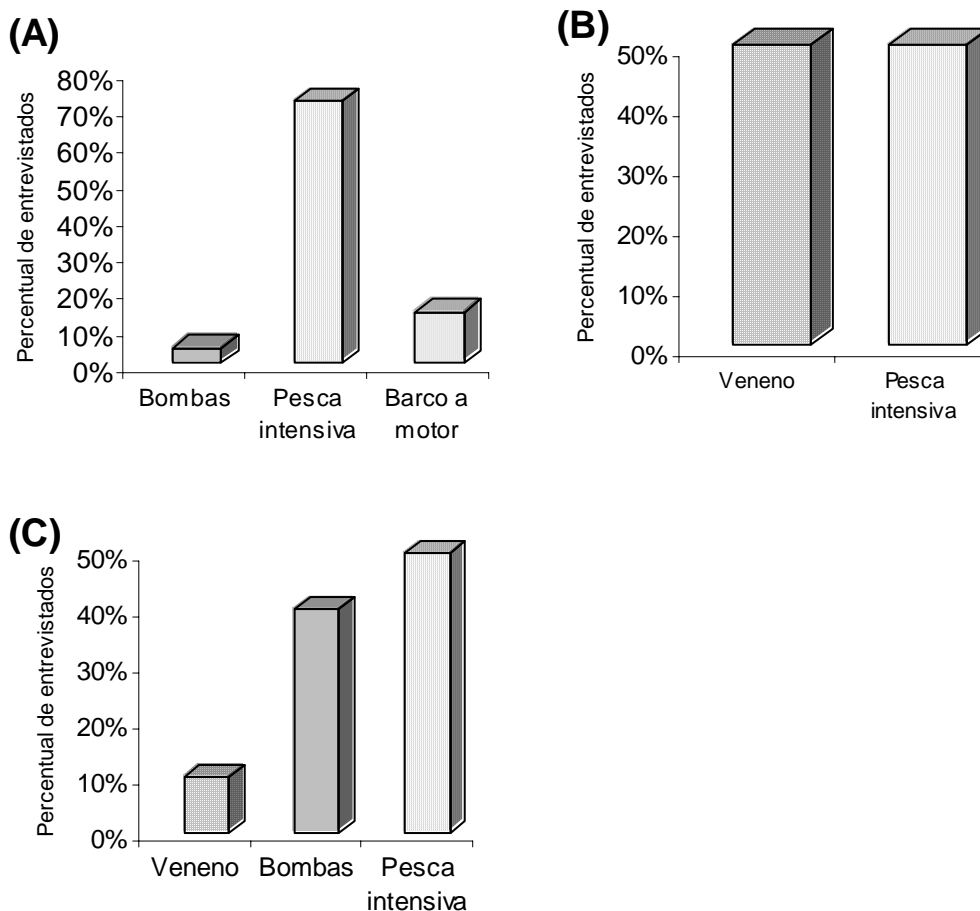 (A)
Percentual de entrevistados
80%
70%
60%
50%
40%
30%
20%
10%
0%
Bombas
Pesca
intensiva
Barco a
motor
(B)
Percentual de entrevistados
50%
40%
30%
20%
10%
0%
Veneno
Pesca
intensiva
(C)
Percentual de entrevistados
50%
40%
30%
20%
10%
0%
Veneno
Bombas
Pesca
intensiva